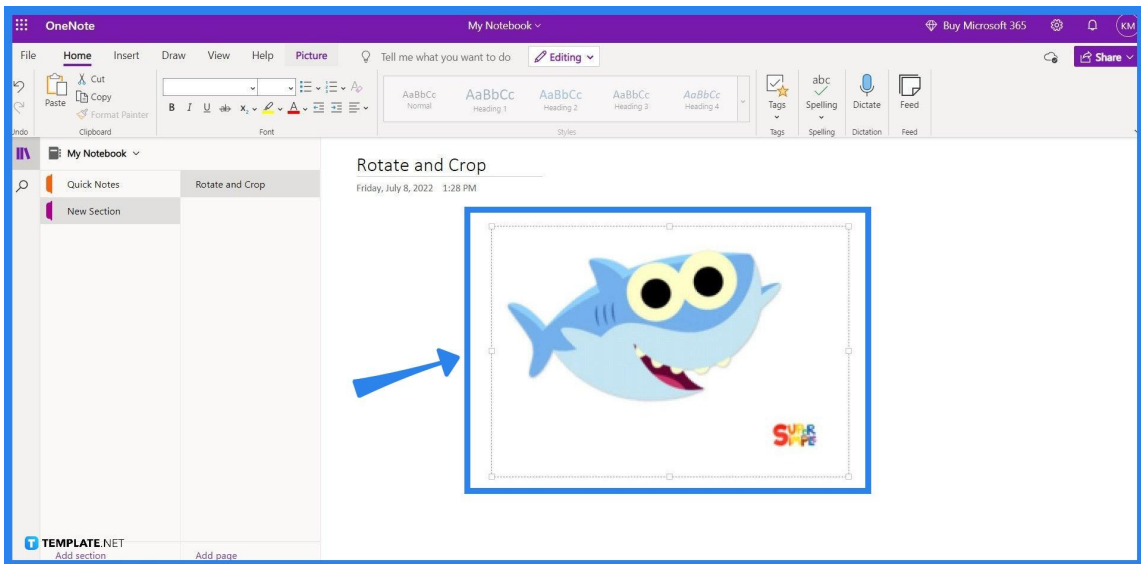 OneNote
My Notebook
Buy Microsoft 365
KM
File Home Insert Draw View Help Picture Tell me what you want to do Editing Share
Paste
Cut
Copy
Format Painter
B I U ab x₂ A
AaBbCc AaBbCc AaBbCc AaBbCc AaBbCc
Normal Heading 1 Heading 2 Heading 3 Heading 4
Tags
abc
Spelling
Dictate
Feed
Undo Clipboard Font Styles Tags Spelling Dictation Feed
My Notebook
Quick Notes
New Section
Rotate and Crop
Rotate and Crop
Friday, July 8, 2022 1:28 PM
SUPER
SIMPLE
T TEMPLATE.NET
Add section Add page